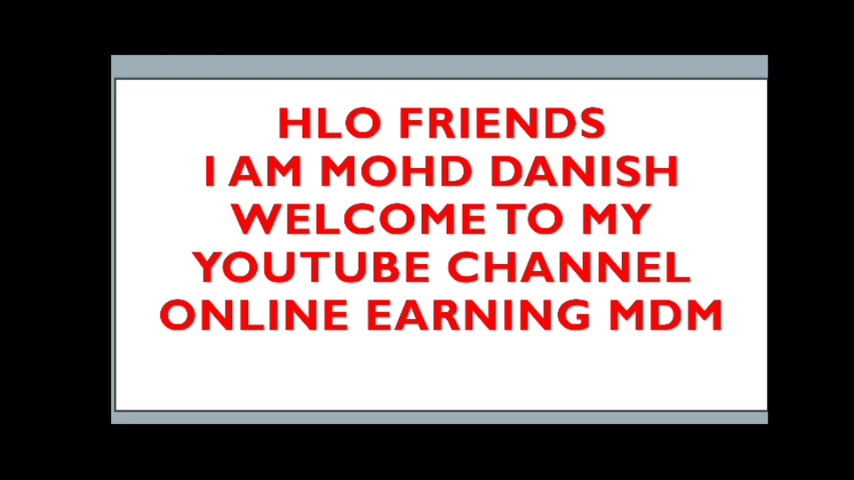 HLO FRIENDS
I AM MOHD DANISH
WELCOME TO MY
YOUTUBE CHANNEL
ONLINE EARNING MDM